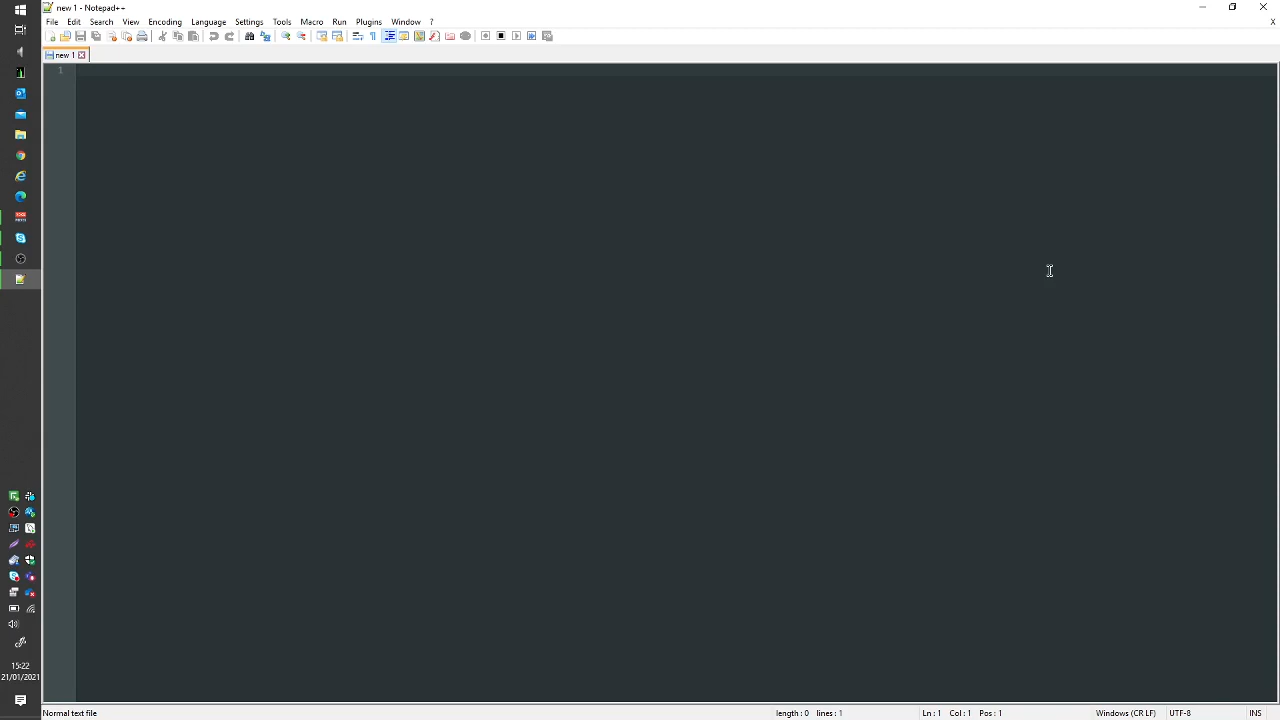 new 1 - Notepad++
File Edit Search View Encoding Language Settings Tools Macro Run Plugins Window ?
new 1
1
15:22
21/01/2021
Normal text file length : 0 lines : 1 Ln : 1 Col : 1 Pos : 1 Windows (CR LF) UTF-8 INS